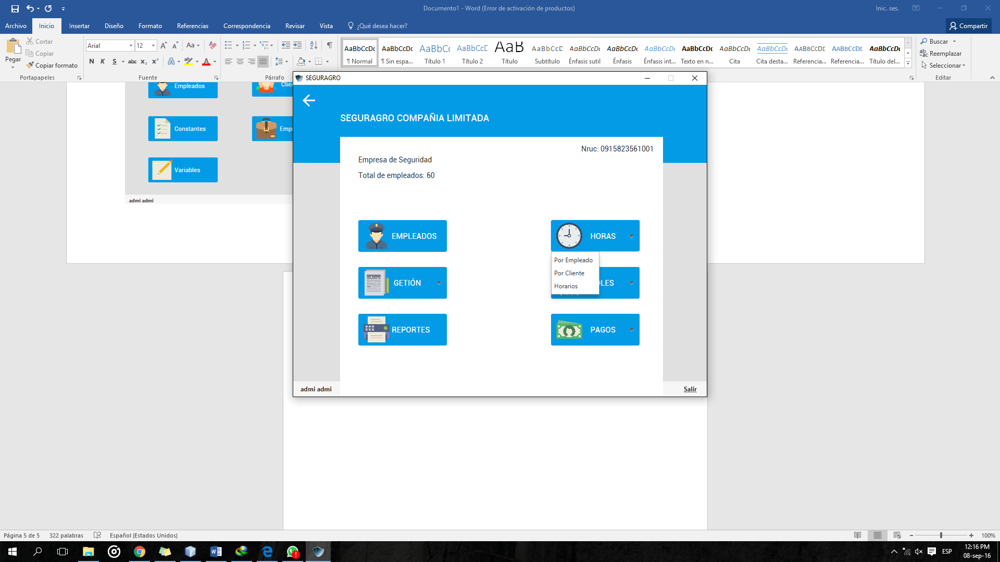 Documento1 - Word (Error de activación de productos)
Inic. ses.
Archivo Inicio Insertar Diseño Formato Referencias Correspondencia Revisar Vista ¿Qué desea hacer? Compartir
Pegar
Cortar
Copiar
Copiar formato
Portapapeles
Arial 12
Aa
N K S abc x₂ x²
A ab A
Fuente
Párrafo
AaBbCcDc AaBbCcDc AaBbCc AaBbCcD AaB AaBbCcD AaBbCcDc AaBbCcDc AaBbCcDc AaBbCcDc AaBbCcDc AaBbCcDc AABBCCDD AABBCCDD AaBbCcDc
¶ Normal ¶ Sin espa... Título 1 Título 2 Título Subtítulo Énfasis sutil Énfasis Énfasis int... Texto en n... Cita Cita desta... Referencia... Referencia... Título del...
Buscar
Reemplazar
Seleccionar
Editar
Empleados
Clie
Constantes
Emp
Variables
admi admi
SEGURAGRO
SEGURAGRO COMPAÑIA LIMITADA
Nruc: 0915823561001
Empresa de Seguridad
Total de empleados: 60
EMPLEADOS
HORAS
Por Empleado
Por Cliente
Horarios
GETIÓN
OLES
REPORTES
PAGOS
admi admi
Salir
Página 5 de 5 322 palabras Español (Estados Unidos)
100%
ESP
12:16 PM
08-sep-16